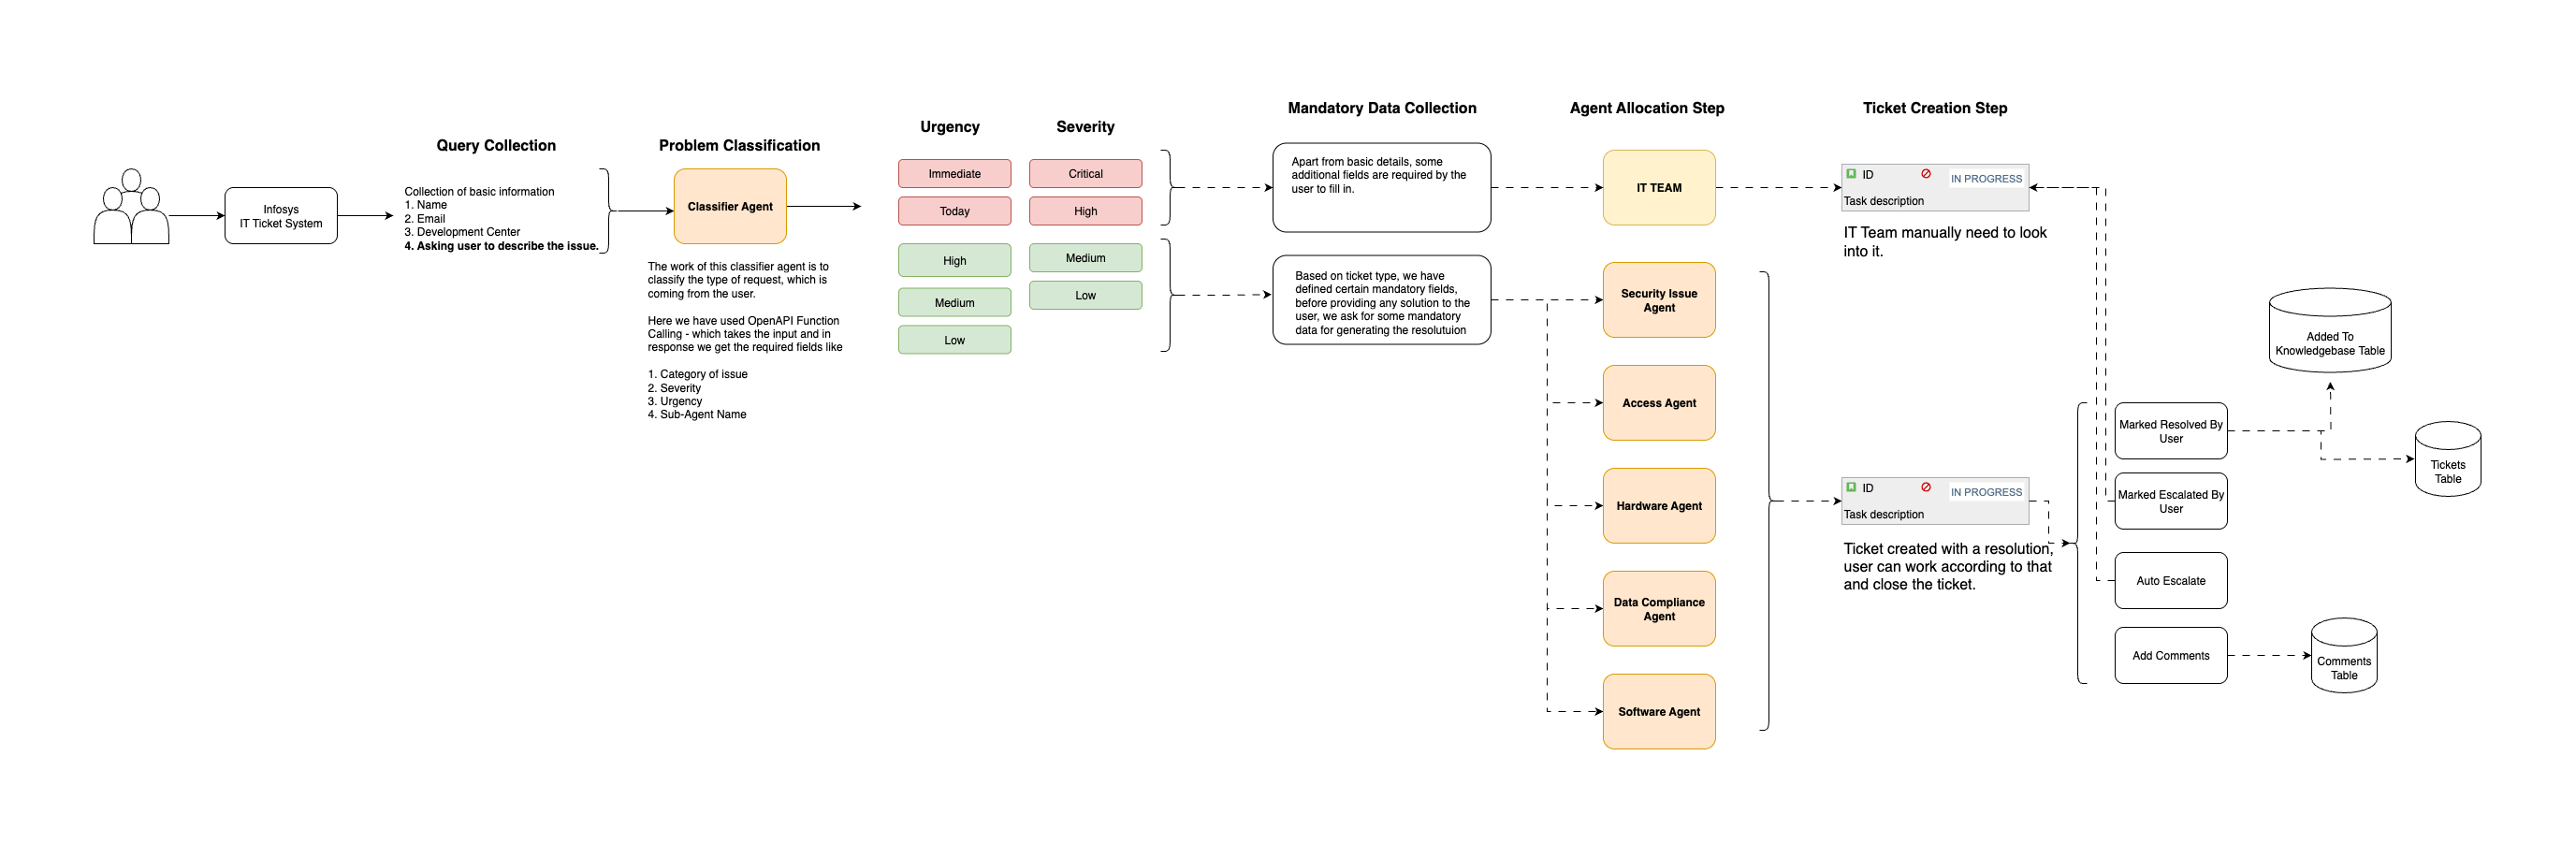 Infosys
IT Ticket System
Query Collection
Collection of basic information
1. Name
2. Email
3. Development Center
4. Asking user to describe the issue.
Problem Classification
Classifier Agent
The work of this classifier agent is to
classify the type of request, which is
coming from the user.
Here we have used OpenAPI Function
Calling - which takes the input and in
response we get the required fields like
1. Category of issue
2. Severity
3. Urgency
4. Sub-Agent Name
Urgency
Immediate
Today
High
Medium
Low
Severity
Critical
High
Medium
Low
Mandatory Data Collection
Apart from basic details, some
additional fields are required by the
user to fill in.
Based on ticket type, we have
defined certain mandatory fields,
before providing any solution to the
user, we ask for some mandatory
data for generating the resolutuion
Agent Allocation Step
IT TEAM
Security Issue
Agent
Access Agent
Hardware Agent
Data Compliance
Agent
Software Agent
Ticket Creation Step
ID
IN PROGRESS
Task description
IT Team manually need to look
into it.
ID
IN PROGRESS
Task description
Ticket created with a resolution,
user can work according to that
and close the ticket.
Marked Resolved By
User
Marked Escalated By
User
Auto Escalate
Add Comments
Added To
Knowledgebase Table
Tickets
Table
Comments
Table